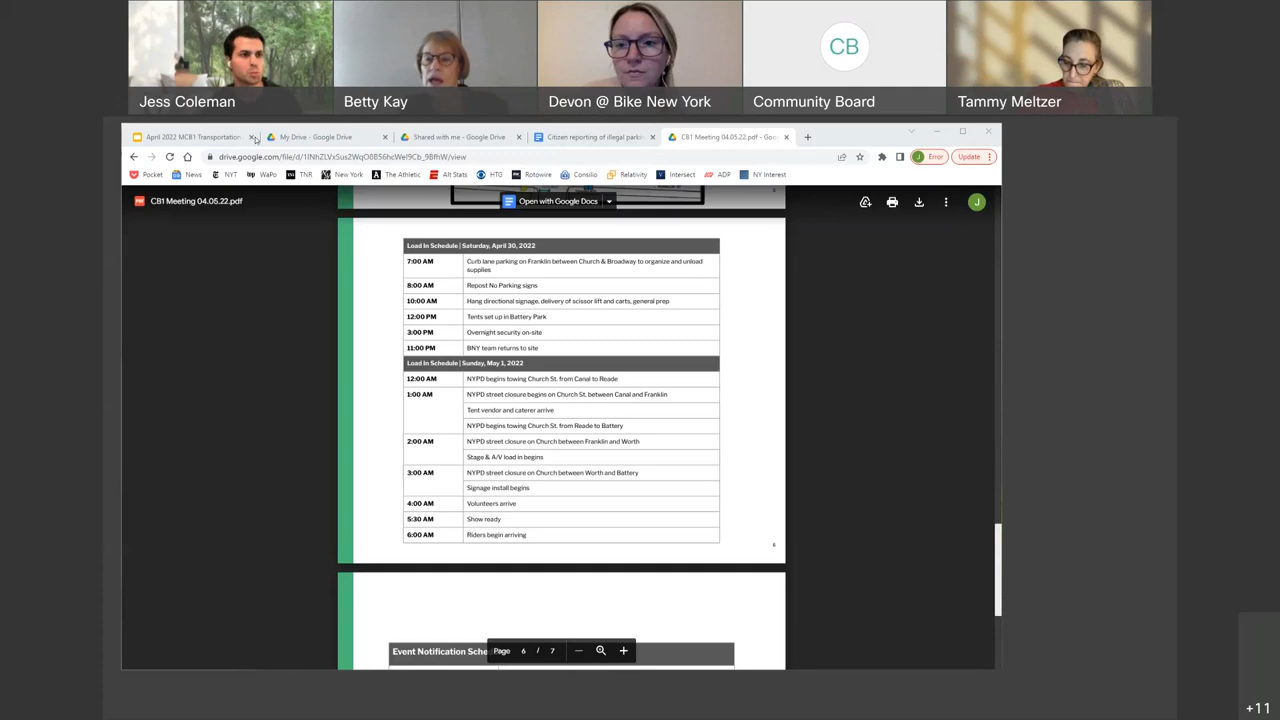 Jess Coleman
Betty Kay
Devon @ Bike New York
CB
Community Board
Tammy Meltzer
April 2022 MCB1 Transportation
My Drive - Google Drive
Shared with me - Google Drive
Citizen reporting of illegal parki
CB1 Meeting 04.05.22.pdf - Goo
Pocket
News
NYT
WaPo
TNR
New York
The Athletic
Alt Stats
HTG
Rotowire
Consilio
Relativity
Intersect
ADP
NY Interest
J
Error
Update
CB1 Meeting 04.05.22.pdf
Open with Google Docs
J
Load In Schedule | Saturday, April 30, 2022
7:00 AM Curb lane parking on Franklin between Church & Broadway to organize and unload
supplies
8:00 AM Repost No Parking signs
10:00 AM Hang directional signage, delivery of scissor lift and carts, general prep
12:00 PM Tents set up in Battery Park
3:00 PM Overnight security on-site
11:00 PM BNY team returns to site
Load In Schedule | Sunday, May 1, 2022
12:00 AM NYPD begins towing Church St. from Canal to Reade
1:00 AM NYPD street closure begins on Church St. between Canal and Franklin
Tent vendor and caterer arrive
NYPD begins towing Church St. from Reade to Battery
2:00 AM NYPD street closure on Church between Franklin and Worth
Stage & A/V load in begins
3:00 AM NYPD street closure on Church between Worth and Battery
Signage install begins
4:00 AM Volunteers arrive
5:30 AM Show ready
6:00 AM Riders begin arriving
6
Event Notification Sche
Page 6 / 7
+11